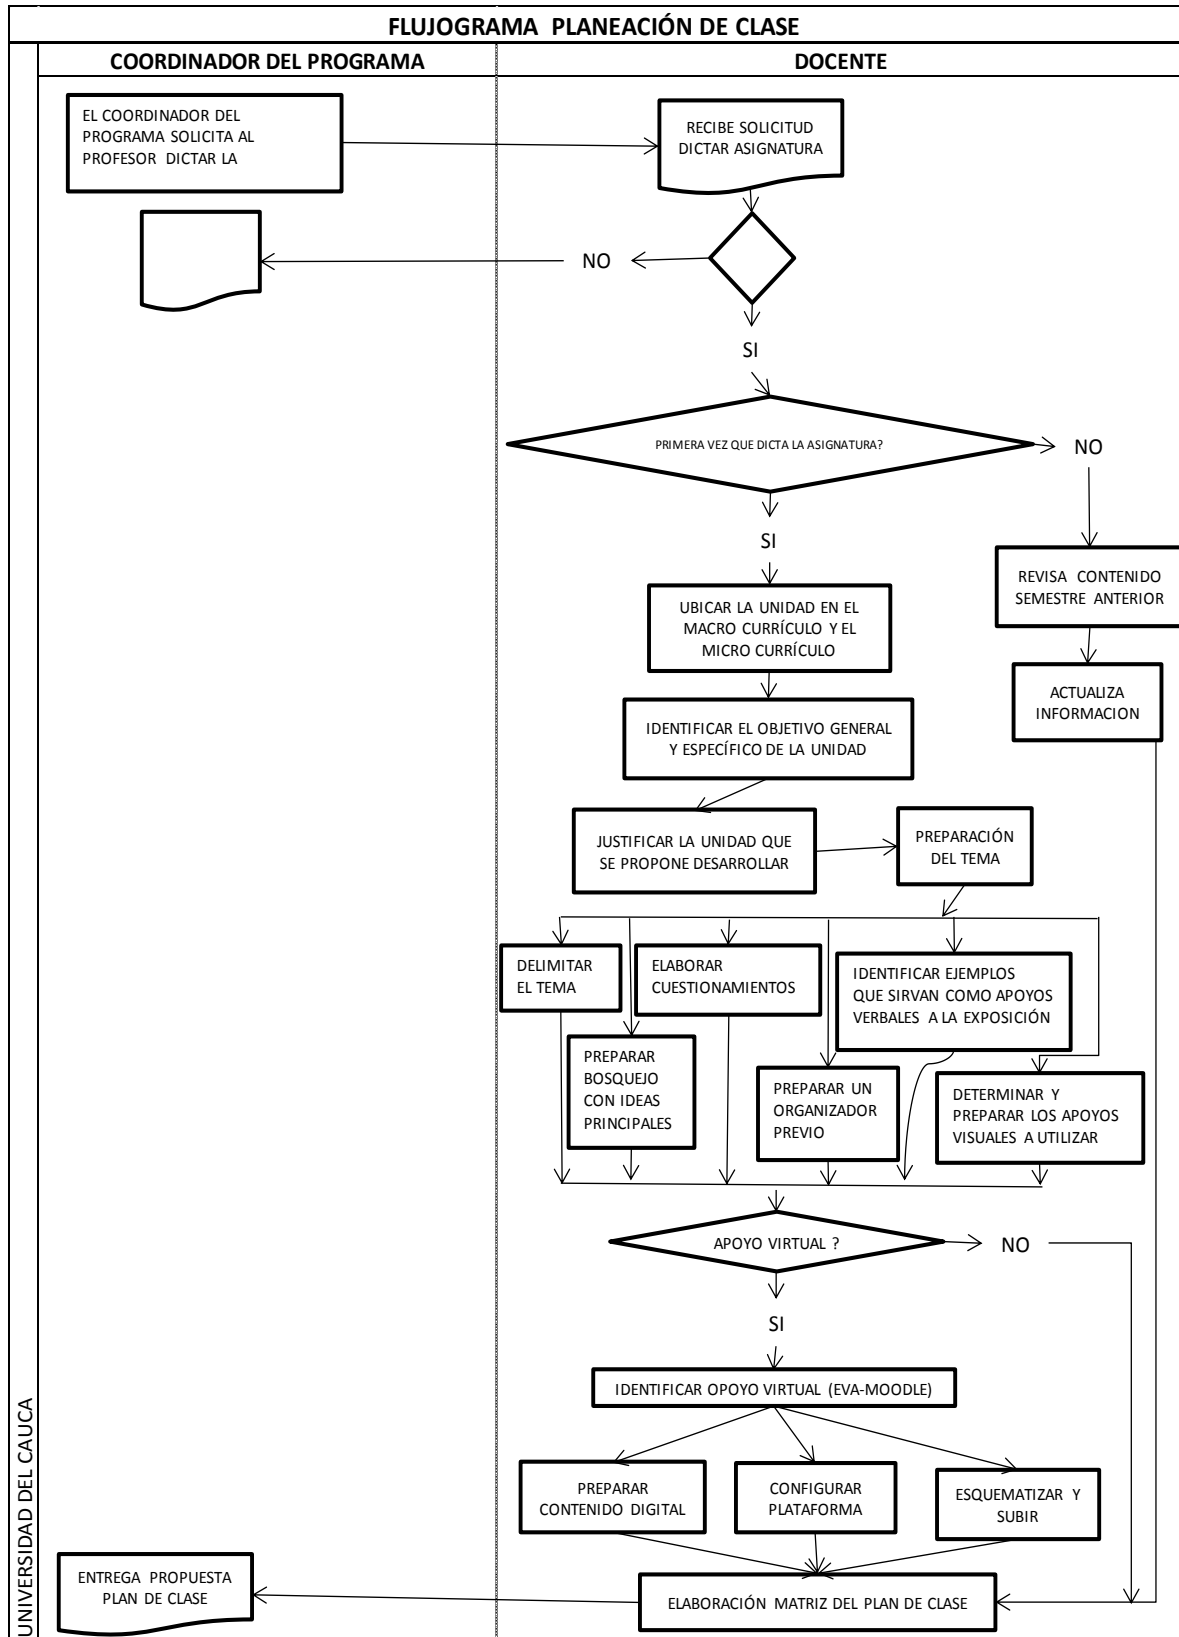 FLUJOGRAMA PLANEACIÓN DE CLASE
COORDINADOR DEL PROGRAMA
DOCENTE
EL COORDINADOR DEL
PROGRAMA SOLICITA AL
PROFESOR DICTAR LA
RECIBE SOLICITUD
DICTAR ASIGNATURA
NO
SI
PRIMERA VEZ QUE DICTA LA ASIGNATURA?
NO
SI
REVISA CONTENIDO
SEMESTRE ANTERIOR
UBICAR LA UNIDAD EN EL
MACRO CURRÍCULO Y EL
MICRO CURRÍCULO
ACTUALIZA
INFORMACION
IDENTIFICAR EL OBJETIVO GENERAL
Y ESPECÍFICO DE LA UNIDAD
JUSTIFICAR LA UNIDAD QUE
SE PROPONE DESARROLLAR
PREPARACIÓN
DEL TEMA
DELIMITAR
EL TEMA
ELABORAR
CUESTIONAMIENTOS
IDENTIFICAR EJEMPLOS
QUE SIRVAN COMO APOYOS
VERBALES A LA EXPOSICIÓN
PREPARAR
BOSQUEJO
CON IDEAS
PRINCIPALES
PREPARAR UN
ORGANIZADOR
PREVIO
DETERMINAR Y
PREPARAR LOS APOYOS
VISUALES A UTILIZAR
APOYO VIRTUAL ?
NO
SI
IDENTIFICAR OPOYO VIRTUAL (EVA-MOODLE)
PREPARAR
CONTENIDO DIGITAL
CONFIGURAR
PLATAFORMA
ESQUEMATIZAR Y
SUBIR
ENTREGA PROPUESTA
PLAN DE CLASE
ELABORACIÓN MATRIZ DEL PLAN DE CLASE
UNIVERSIDAD DEL CAUCA